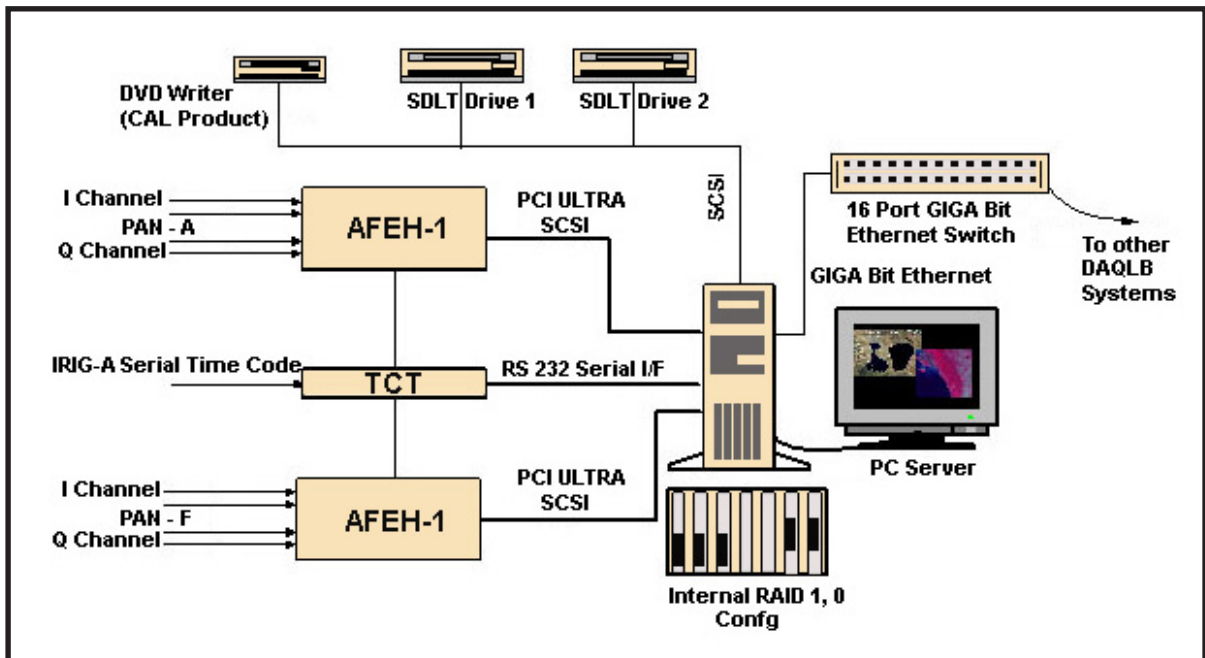 DVD Writer
(CAL Product)
SDLT Drive 1
SDLT Drive 2
SCSI
16 Port GIGA Bit
Ethernet Switch
To other
DAQLB
Systems
I Channel
PAN - A
Q Channel
AFEH-1
PCI ULTRA
SCSI
GIGA Bit Ethernet
IRIG-A Serial Time Code
TCT
RS 232 Serial I/F
PC Server
I Channel
PAN - F
Q Channel
AFEH-1
PCI ULTRA
SCSI
Internal RAID 1, 0
Confg